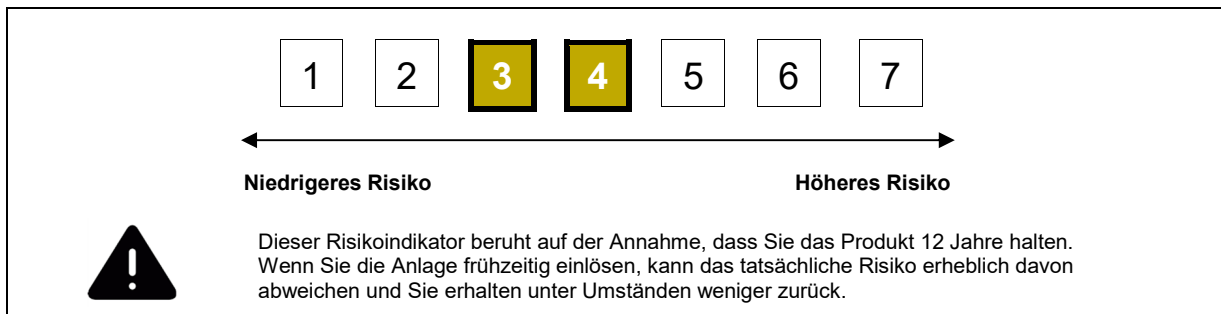 1 2 3 4 5 6 7
Niedrigeres Risiko Höheres Risiko
Dieser Risikoindikator beruht auf der Annahme, dass Sie das Produkt 12 Jahre halten.
Wenn Sie die Anlage frühzeitig einlösen, kann das tatsächliche Risiko erheblich davon
abweichen und Sie erhalten unter Umständen weniger zurück.